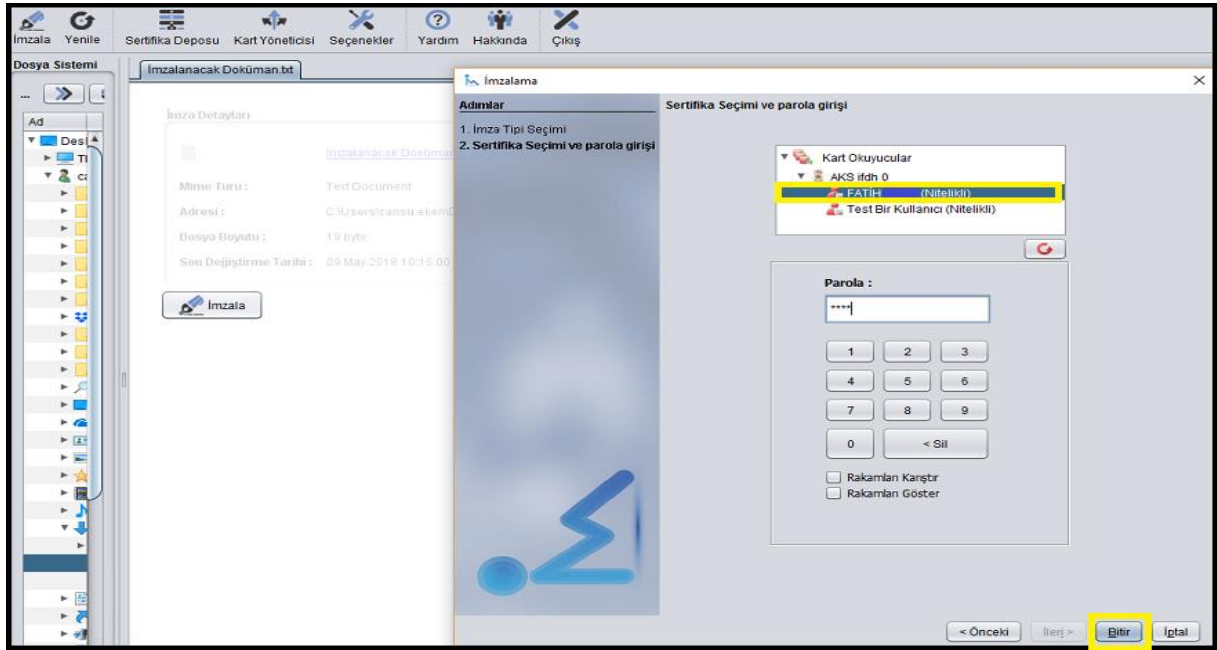 İmzala Yenile Sertifika Deposu Kart Yöneticisi Seçenekler Yardım Hakkında Çıkış
Dosya Sistemi
...
Ad
İmzalanacak Doküman.txt
İmza Detayları
Mime Türü : Text Document
Adresi :
Dosya Boyutu : 19 byte
Son Değiştirme Tarihi : 09.May.2018 10:15:00
İmzala
İmzalama
Adımlar
1. İmza Tipi Seçimi
2. Sertifika Seçimi ve parola girişi
Sertifika Seçimi ve parola girişi
Kart Okuyucular
AKS ifdh 0
FATİH (Nitelikli)
Test Bir Kullanıcı (Nitelikli)
Parola :
****
1 2 3
4 5 6
7 8 9
0 < Sil
Rakamları Karıştır
Rakamları Göster
< Önceki İleri > Bitir İptal